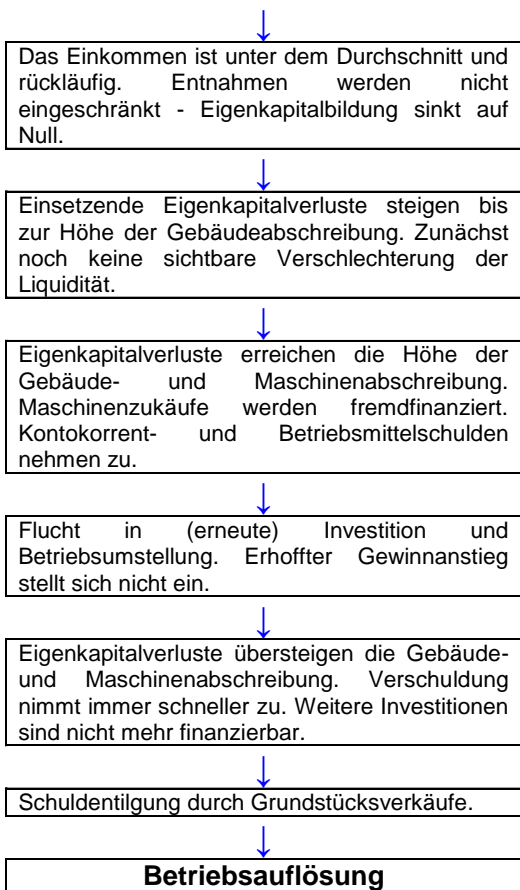 ↓
Das Einkommen ist unter dem Durchschnitt und
rückläufig. Entnahmen werden nicht
eingeschränkt - Eigenkapitalbildung sinkt auf
Null.
↓
Einsetzende Eigenkapitalverluste steigen bis
zur Höhe der Gebäudeabschreibung. Zunächst
noch keine sichtbare Verschlechterung der
Liquidität.
↓
Eigenkapitalverluste erreichen die Höhe der
Gebäude- und Maschinenabschreibung.
Maschinenzukäufe werden fremdfinanziert.
Kontokorrent- und Betriebsmittelschulden
nehmen zu.
↓
Flucht in (erneute) Investition und
Betriebsumstellung. Erhoffter Gewinnanstieg
stellt sich nicht ein.
↓
Eigenkapitalverluste übersteigen die Gebäude-
und Maschinenabschreibung. Verschuldung
nimmt immer schneller zu. Weitere Investitionen
sind nicht mehr finanzierbar.
↓
Schuldentilgung durch Grundstücksverkäufe.
↓
Betriebsauflösung